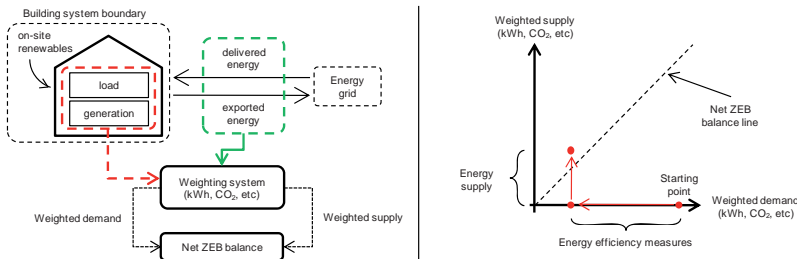 Building system boundary
on-site
renewables
load
generation
delivered
energy
exported
energy
Energy
grid
Weighting system
(kWh, CO₂, etc)
Weighted demand
Weighted supply
Net ZEB balance
Weighted supply
(kWh, CO₂, etc)
Net ZEB
balance line
Energy
supply
Starting
point
Weighted demand
(kWh, CO₂, etc)
Energy efficiency measures